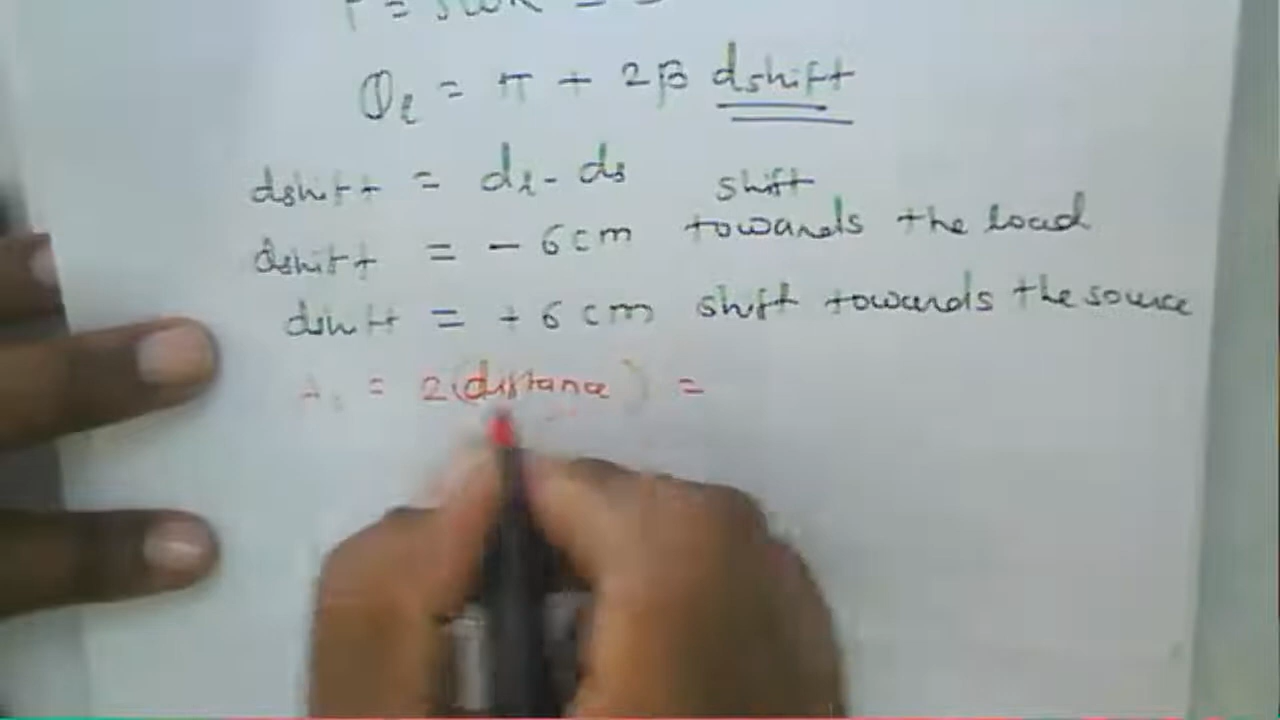 θℓ = π + 2β dshift
dshift = dℓ - ds shift
dshift = - 6 cm towards the load
dshift = + 6 cm shift towards the source
= 2 (distance) =